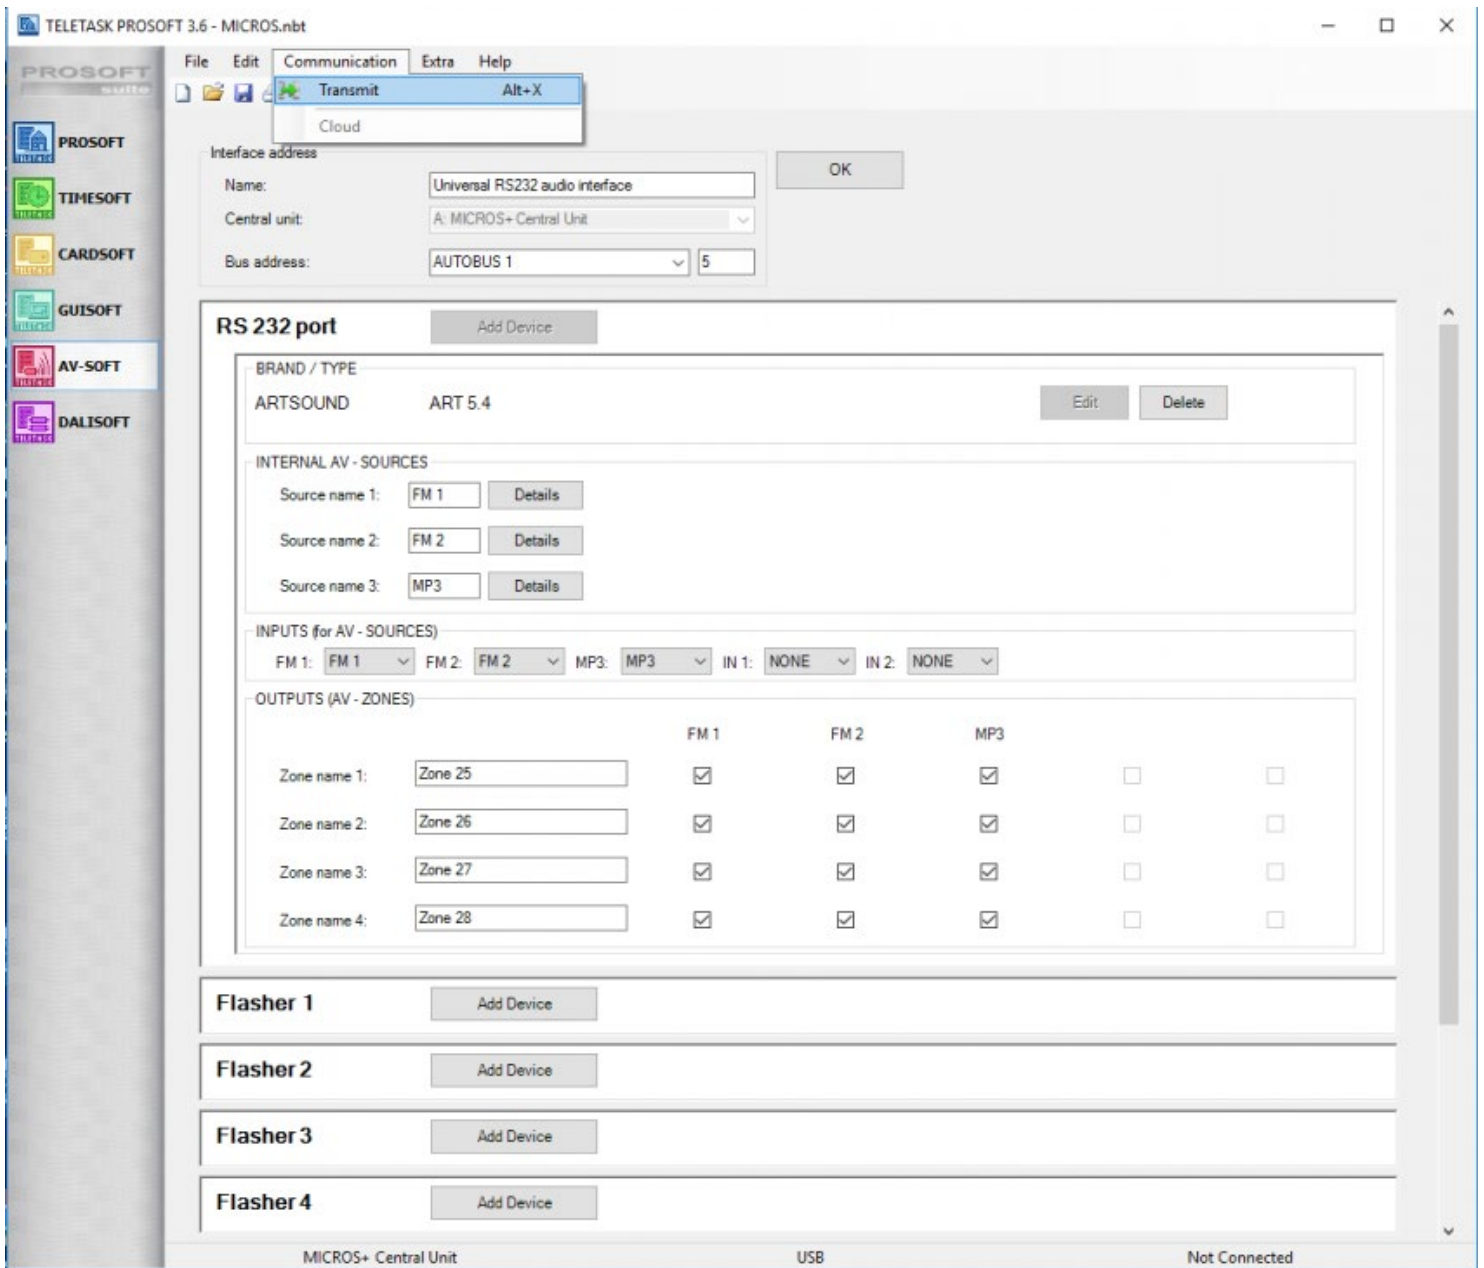 TELETASK PROSOFT 3.6 - MICROS.nbt
PROSOFT
suite
File Edit Communication Extra Help
Transmit Alt+X
Cloud
PROSOFT
TIMESOFT
CARDSOFT
GUISOFT
AV-SOFT
DALISOFT
Interface address
OK
Name: Universal RS232 audio interface
Central unit: A: MICROS+ Central Unit
Bus address: AUTOBUS 1 5
RS 232 port Add Device
BRAND / TYPE
ARTSOUND ART 5.4 Edit Delete
INTERNAL AV - SOURCES
Source name 1: FM 1 Details
Source name 2: FM 2 Details
Source name 3: MP3 Details
INPUTS (for AV - SOURCES)
FM 1: FM 1 FM 2: FM 2 MP3: MP3 IN 1: NONE IN 2: NONE
OUTPUTS (AV - ZONES)
FM 1 FM 2 MP3
Zone name 1: Zone 25
Zone name 2: Zone 26
Zone name 3: Zone 27
Zone name 4: Zone 28
Flasher 1 Add Device
Flasher 2 Add Device
Flasher 3 Add Device
Flasher 4 Add Device
MICROS+ Central Unit USB Not Connected